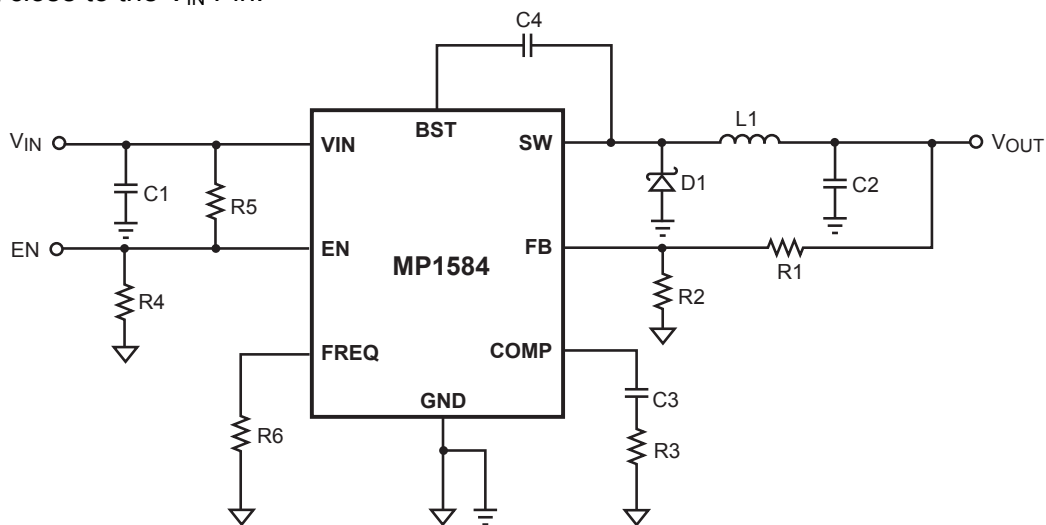 close to the VIN Pin.
C4
BST
L1
VIN
VIN
SW
VOUT
C1
R5
D1
C2
EN
EN
FB
MP1584
R1
R4
R2
FREQ
COMP
GND
C3
R6
R3